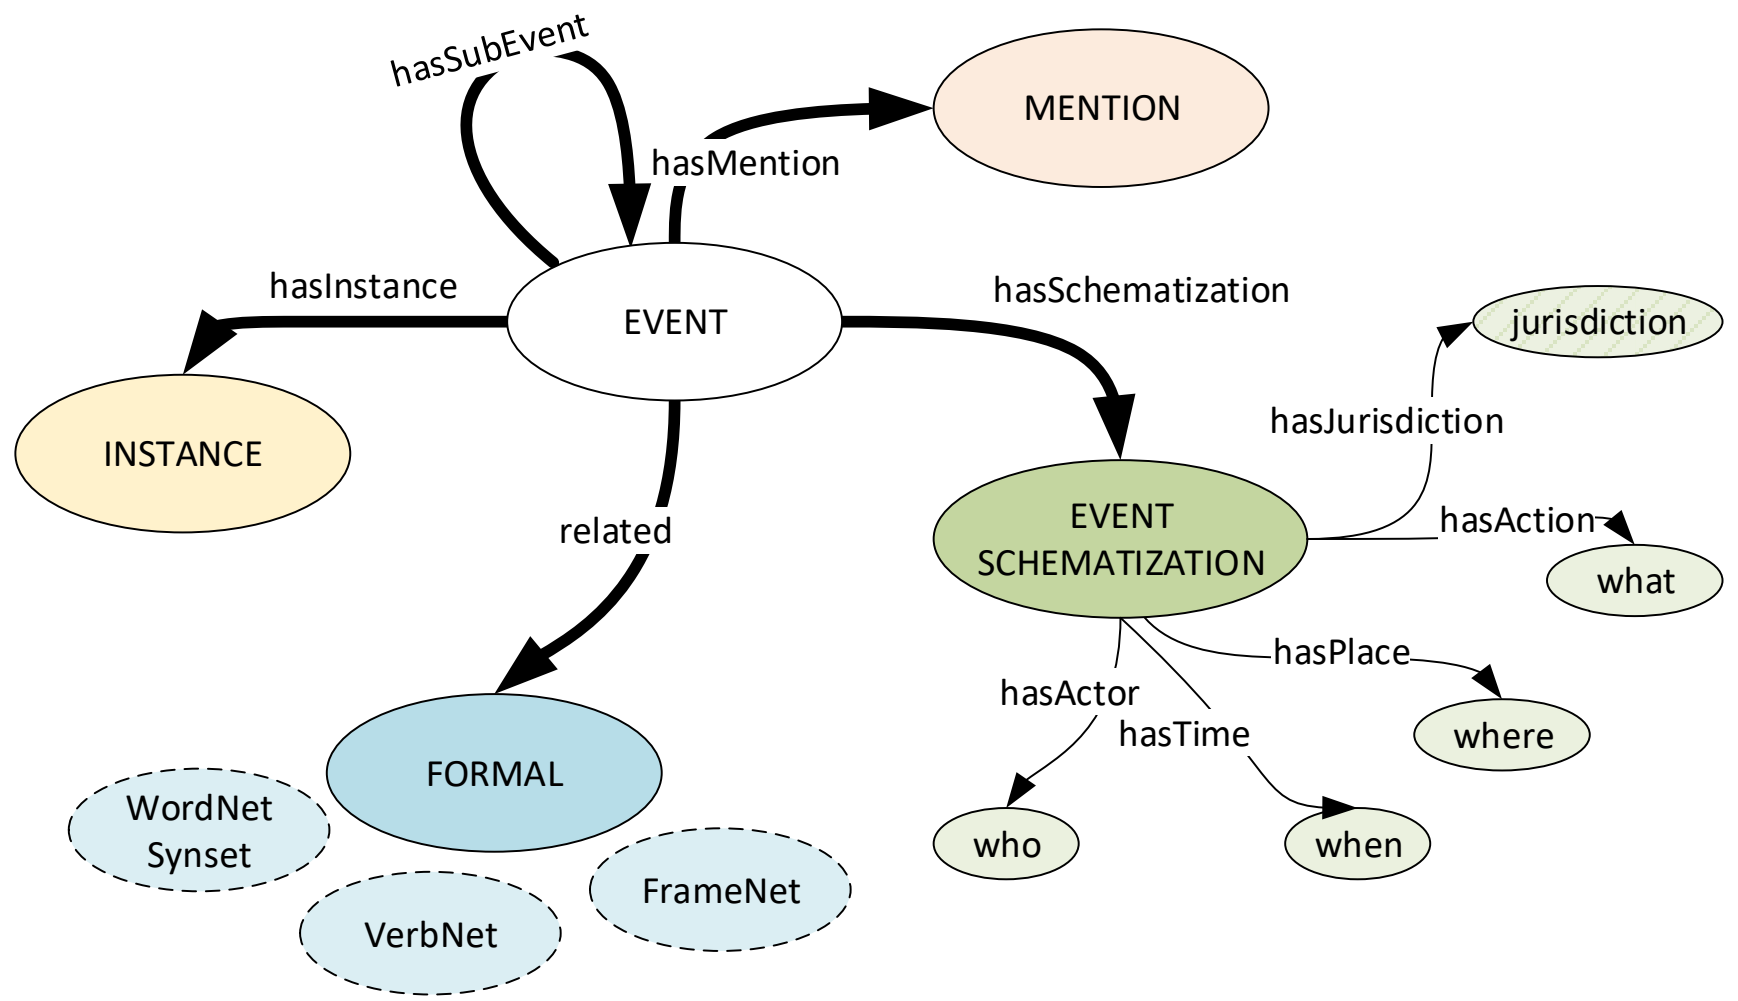 hasSubEvent
MENTION
hasMention
hasInstance
hasSchematization
EVENT
jurisdiction
hasJurisdiction
INSTANCE
EVENT
SCHEMATIZATION
hasAction
related
what
hasPlace
hasActor
hasTime
where
FORMAL
WordNet
Synset
who
when
FrameNet
VerbNet